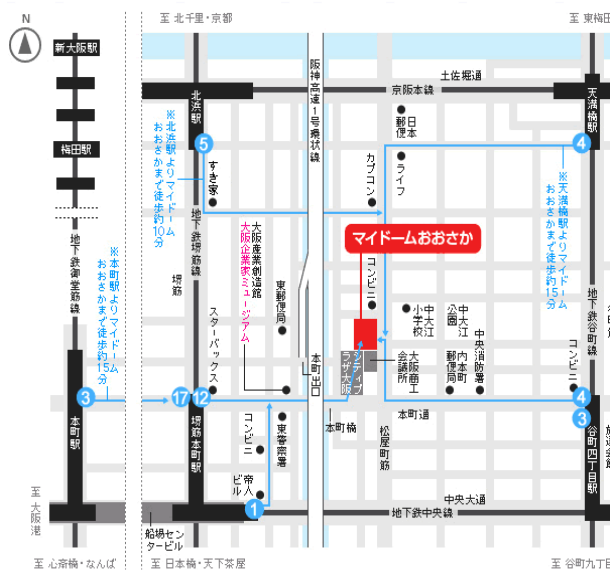 N
至 北千里・京都
至 東梅田
新大阪駅
梅田駅
地下鉄御堂筋線
本町駅
至 大阪港
至 心斎橋・なんば
※本町駅よりマイドーム
おおさかまで徒歩約15分
3
17
12
北浜駅
5
すき家
※北浜駅よりマイドーム
おおさかまで徒歩約10分
地下鉄堺筋線
堺筋
スターバックス
堺筋本町駅
大阪産業創造館
大阪企業家ミュージアム
東郵便局
コンビニ
東警察署
帝人
ビル
1
船場セン
タービル
至 日本橋・天下茶屋
阪神高速1号環状線
本町出口
本町橋
土佐堀通
京阪本線
日本
郵便
ライフ
カプコン
マイドームおおさか
コンビニ
シティプ
ラザ大阪
大阪商工
会議所
中大江
小学校
中大江
公園
内本町
郵便局
中央消防署
松屋町筋
本町通
中央大通
地下鉄中央線
天満橋駅
4
※天満橋駅よりマイドーム
おおさかまで徒歩約15分
地下鉄谷町線
コンビニ
4
3
谷町四丁目駅
至 谷町九丁目